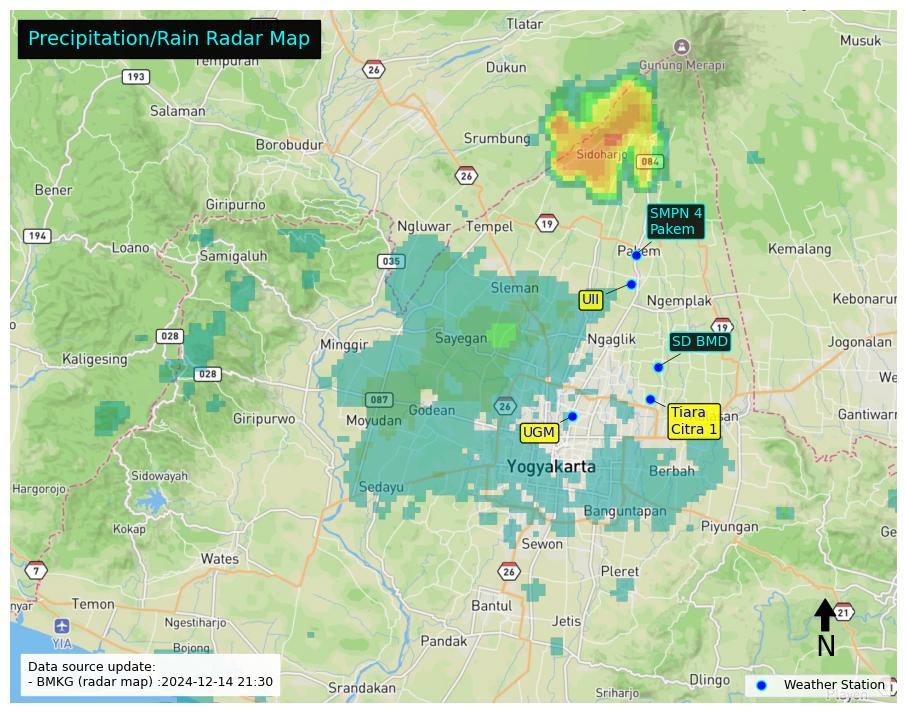 Precipitation/Rain Radar Map
Tlatar
Musuk
26
Gunung Merapi
193
Tempuran
Dukun
Salaman
Borobudur
Srumbung
Sidoharjo
084
26
Bener
Giripurno
SMPN 4
Pakem
194
Ngluwar
Tempel
19
Loano
Samigaluh
035
Pakem
Kemalang
Sleman
UII
Ngemplak
Kebonarum
028
Minggir
Sayegan
Ngaglik
19
SD BMD
Jogonalan
Kaligesing
028
087
Godean
26
Tiara
Citra 1
Giripurwo
Moyudan
UGM
Gantiwarn
Yogyakarta
Sidowayah
Sedayu
Berbah
Hargorojo
Kokap
Banguntapan
Piyungan
Wates
Sewon
7
26
Pleret
Temon
Bantul
21
Ngestiharjo
Jetis
YIA
Bojong
Pandak
N
Data source update:
- BMKG (radar map) :2024-12-14 21:30
Srandakan
Dlingo
Sriharjo
Weather Station
Playen